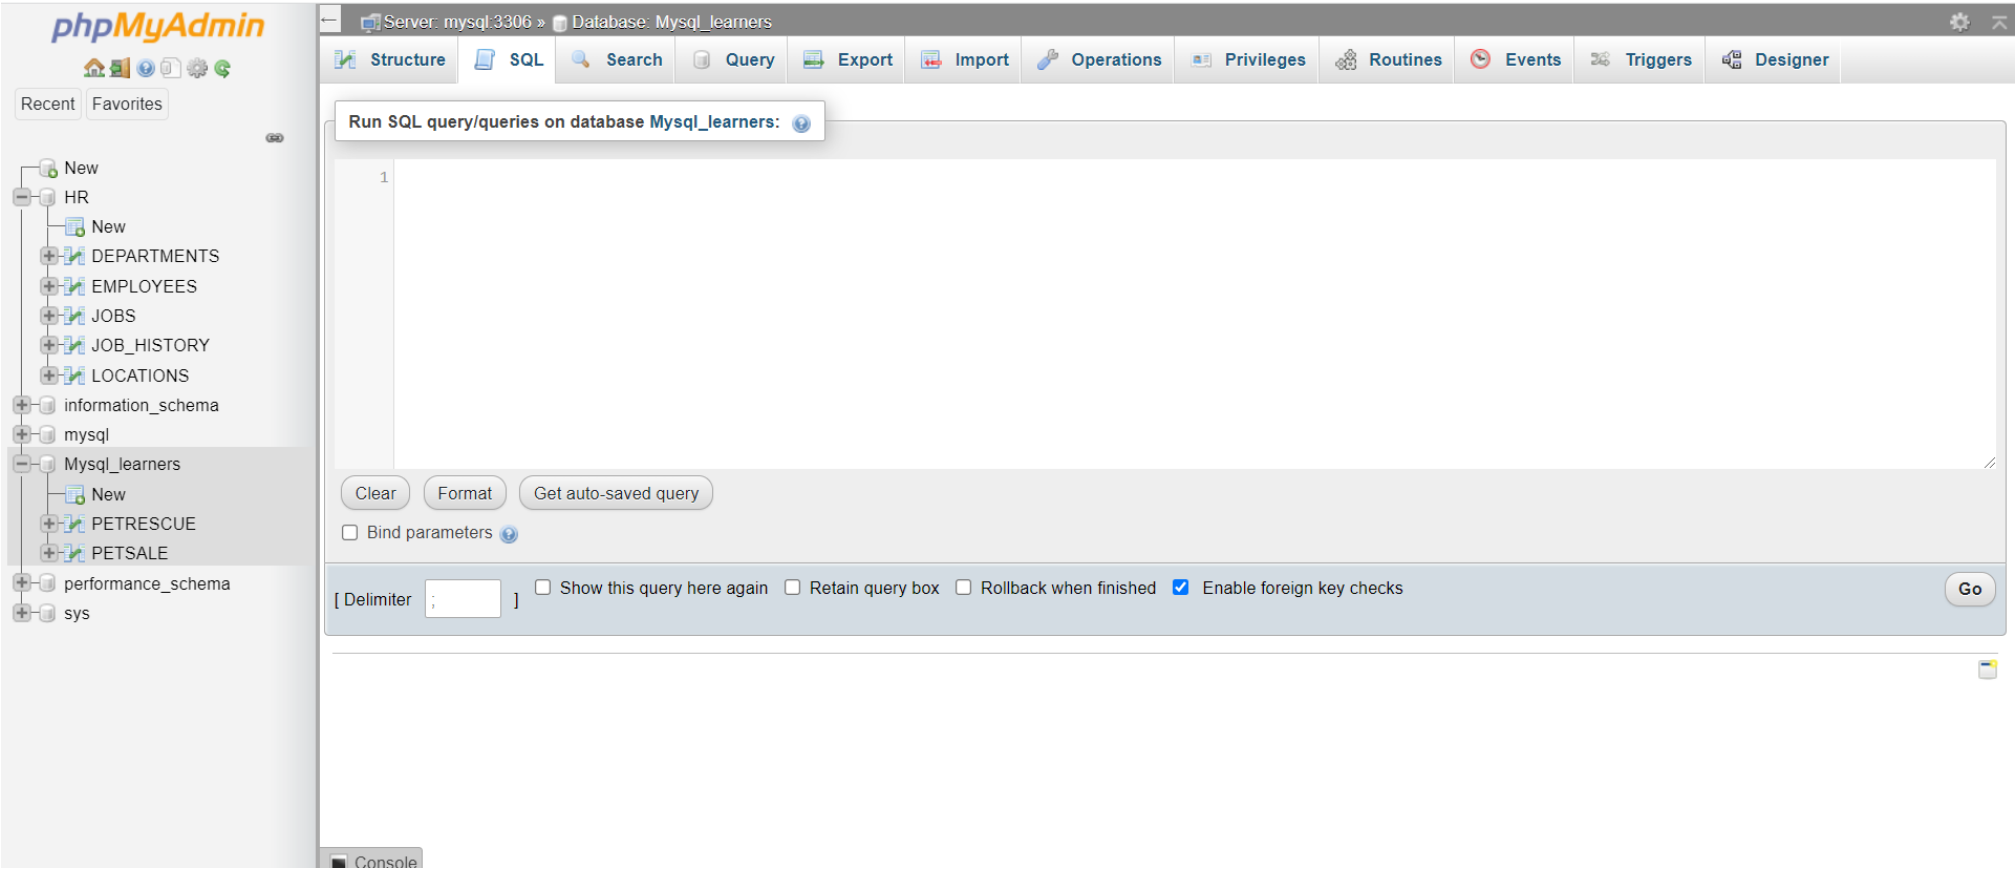 phpMyAdmin
Recent Favorites
New
HR
New
DEPARTMENTS
EMPLOYEES
JOBS
JOB_HISTORY
LOCATIONS
information_schema
mysql
Mysql_learners
New
PETRESCUE
PETSALE
performance_schema
sys
Server: mysql:3306 » Database: Mysql_learners
Structure SQL Search Query Export Import Operations Privileges Routines Events Triggers Designer
Run SQL query/queries on database Mysql_learners:
1
Clear Format Get auto-saved query
Bind parameters
[ Delimiter ; ] Show this query here again Retain query box Rollback when finished Enable foreign key checks Go
Console